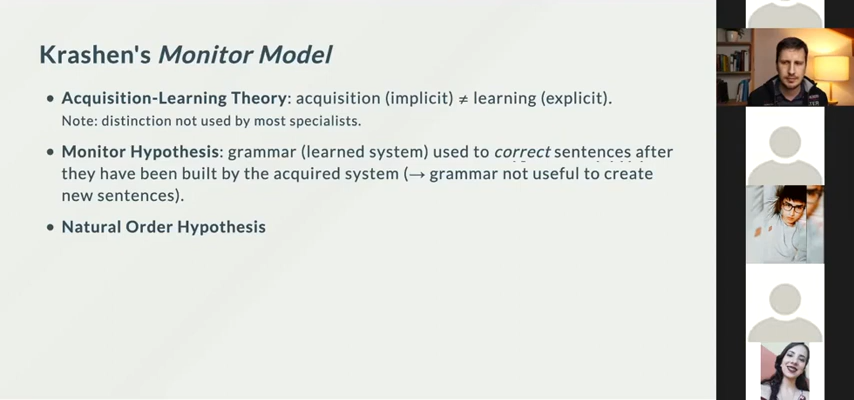 Krashen's Monitor Model
• Acquisition-Learning Theory: acquisition (implicit) ≠ learning (explicit).
Note: distinction not used by most specialists.
• Monitor Hypothesis: grammar (learned system) used to correct sentences after
they have been built by the acquired system (→ grammar not useful to create
new sentences).
• Natural Order Hypothesis